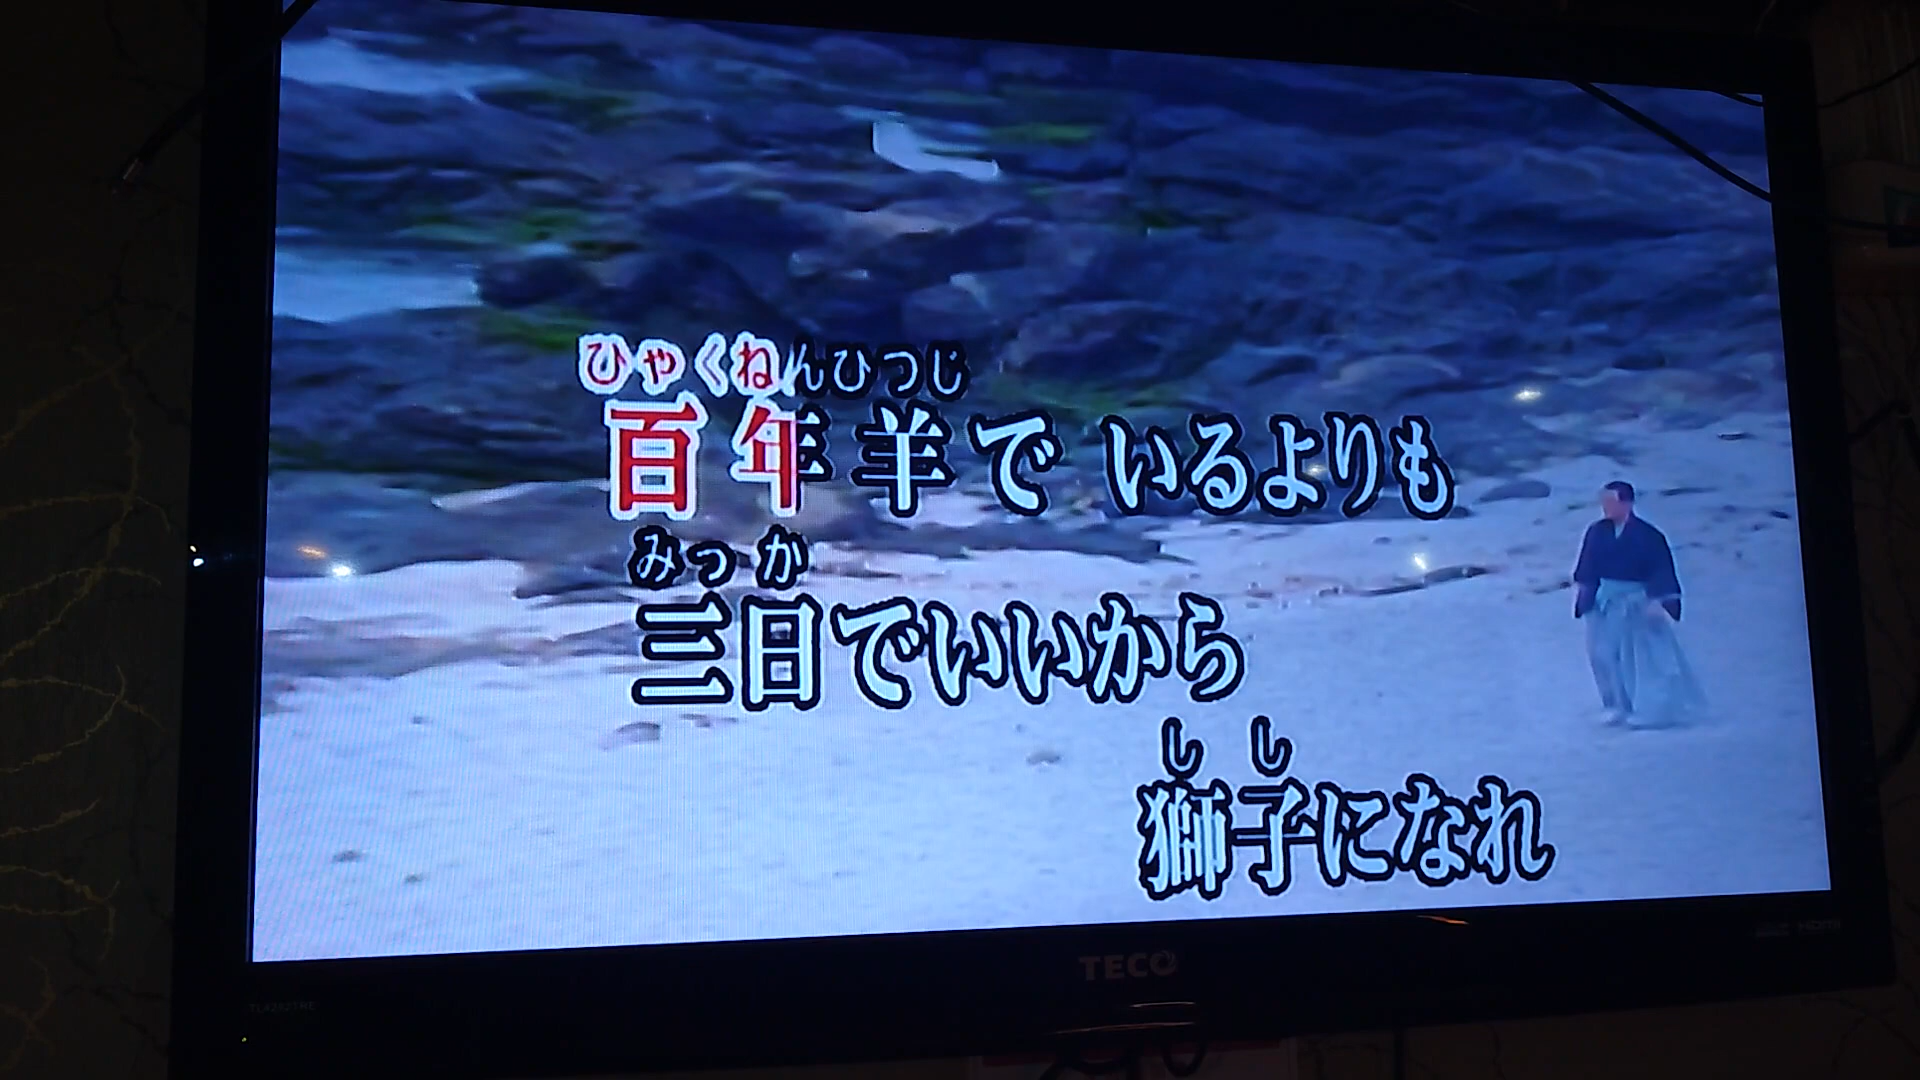 ひゃくねんひつじ
百年羊で いるよりも
みっか
三日でいいから
しし
獅子になれ
TECO